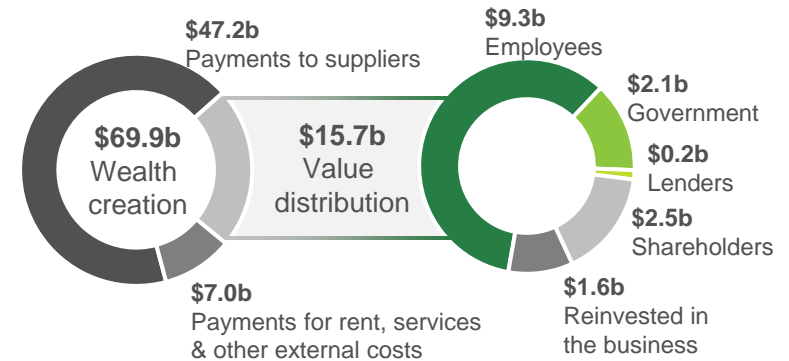 $47.2b
Payments to suppliers
$69.9b
Wealth
creation
$15.7b
Value
distribution
$7.0b
Payments for rent, services
& other external costs
$9.3b
Employees
$2.1b
Government
$0.2b
Lenders
$2.5b
Shareholders
$1.6b
Reinvested in
the business